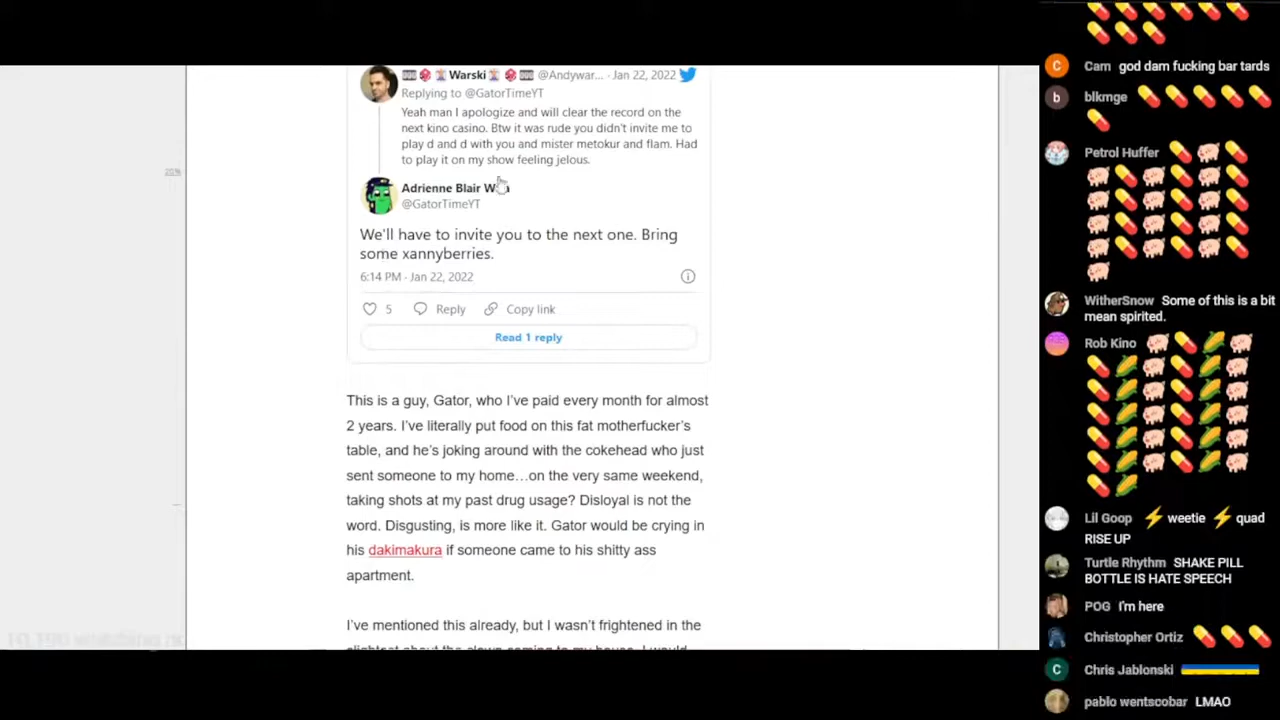 Warski @Andywar... · Jan 22, 2022
Replying to @GatorTimeYT
Yeah man I apologize and will clear the record on the
next kino casino. Btw it was rude you didn't invite me to
play d and d with you and mister metokur and flam. Had
to play it on my show feeling jelous.
Adrienne Blair
@GatorTimeYT
We'll have to invite you to the next one. Bring
some xannyberries.
6:14 PM · Jan 22, 2022
5 Reply Copy link
Read 1 reply
This is a guy, Gator, who I've paid every month for almost
2 years. I've literally put food on this fat motherfucker's
table, and he's joking around with the cokehead who just
sent someone to my home…on the very same weekend,
taking shots at my past drug usage? Disloyal is not the
word. Disgusting, is more like it. Gator would be crying in
his dakimakura if someone came to his shitty ass
apartment.
I've mentioned this already, but I wasn't frightened in the
slightest about the clown coming to my house. I would
25%
Cam god dam fucking bar tards
blkmge
Petrol Huffer
WitherSnow Some of this is a bit
mean spirited.
Rob Kino
Lil Goop ⚡weetie ⚡quad
RISE UP
Turtle Rhythm SHAKE PILL
BOTTLE IS HATE SPEECH
POG I'm here
Christopher Ortiz
C Chris Jablonski
pablo wentscobar LMAO